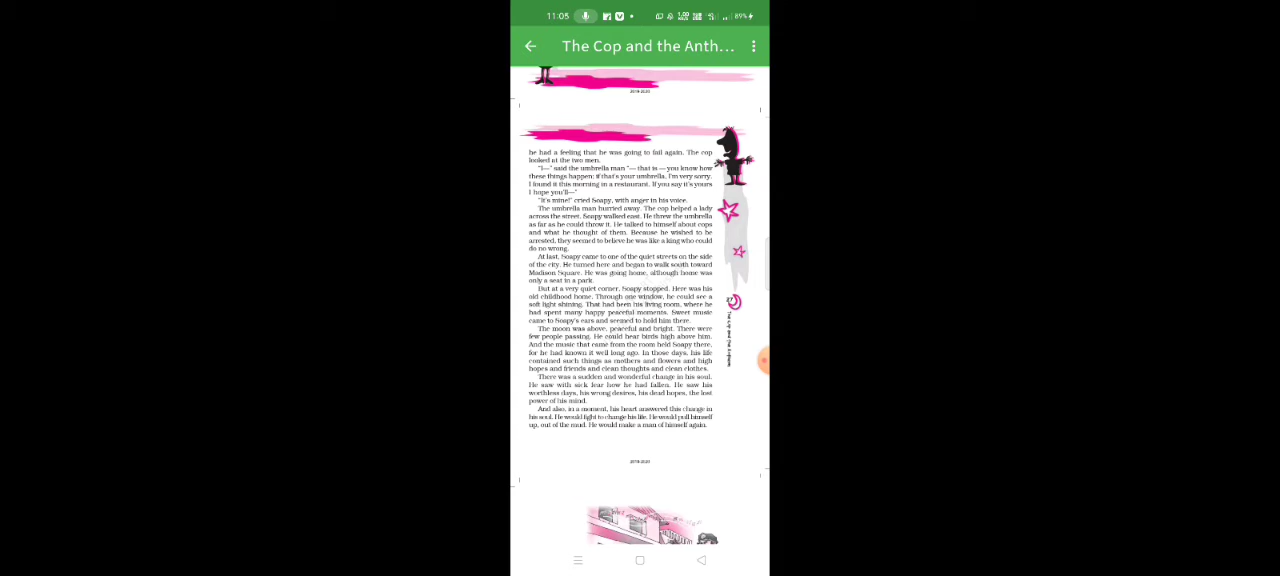 11:05
1.00
89%
The Cop and the Anth...
2019-2020
he had a feeling that he was going to fail again. The cop
looked at the two men.
"I—" said the umbrella man "— that is — you know how
these things happen; if that's your umbrella, I'm very sorry.
I found it this morning in a restaurant. If you say it's yours
I hope you'll—"
"It's mine!" cried Soapy, with anger in his voice.
The umbrella man hurried away. The cop helped a lady
across the street. Soapy walked east. He threw the umbrella
as far as he could throw it. He talked to himself about cops
and what he thought of them. Because he wished to be
arrested, they seemed to believe he was like a king who could
do no wrong.
At last, Soapy came to one of the quiet streets on the side
of the city. He turned here and began to walk south toward
Madison Square. He was going home, although home was
only a seat in a park.
But at a very quiet corner, Soapy stopped. Here was his
old childhood home. Through one window, he could see a
soft light shining. That had been his living room, where he
had spent many happy peaceful moments. Sweet music
came to Soapy's ears and seemed to hold him there.
The moon was above, peaceful and bright. There were
few people passing. He could hear birds high above him.
And the music that came from the room held Soapy there,
for he had known it well long ago. In those days, his life
contained such things as mothers and flowers and high
hopes and friends and clean thoughts and clean clothes.
There was a sudden and wonderful change in his soul.
He saw with sick fear how he had fallen. He saw his
worthless days, his wrong desires, his dead hopes, the lost
power of his mind.
And also, in a moment, his heart answered this change in
his soul. He would fight to change his life. He would pull himself
up, out of the mud. He would make a man of himself again.
27
The Cop and the Anthem
2019-2020